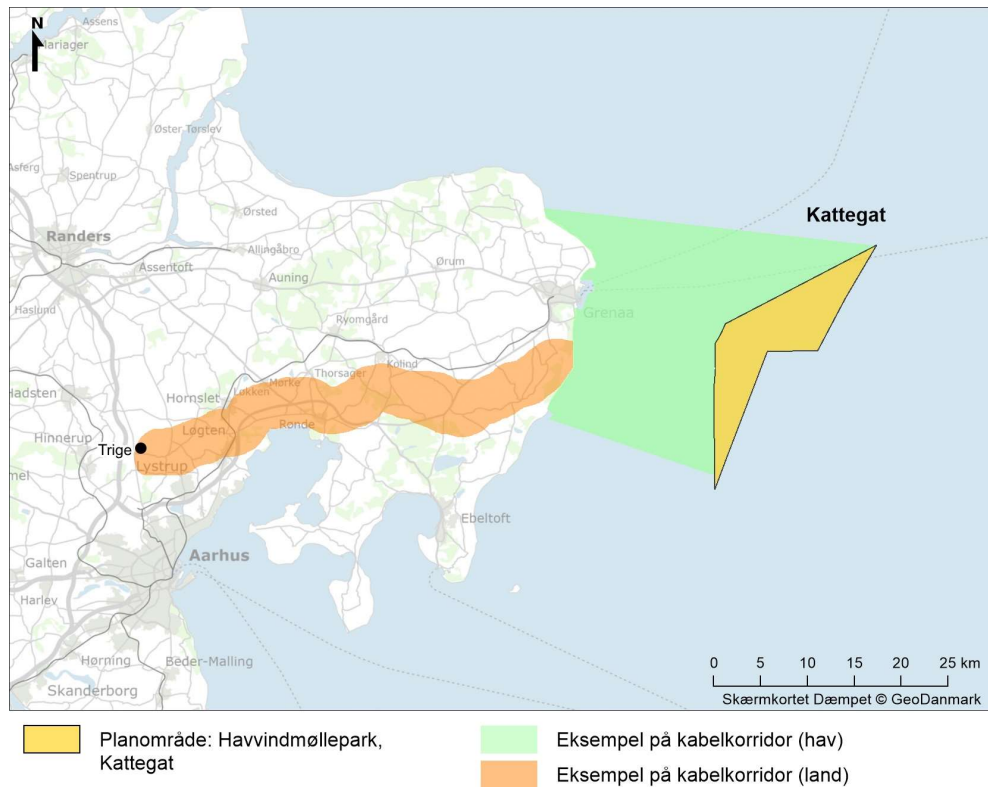 N
Assens
Mariager
Øster Tørslev
Asferg
Spentrup
Ørsted
Kattegat
Randers
Allingåbro
Assentoft
Ørum
Auning
Haslund
Grenaa
Ryomgård
Kolind
Thorsager
Mørke
Hadsten
Hornslet
Løkken
Rønde
Hinnerup
Løgten
Trige
mel
Lystrup
Ebeltoft
Aarhus
Galten
Harlev
Hørning
Beder-Malling
Skanderborg
0 5 10 15 20 25 km
Skærmkortet Dæmpet © GeoDanmark
Planområde: Havvindmøllepark,
Kattegat
Eksempel på kabelkorridor (hav)
Eksempel på kabelkorridor (land)